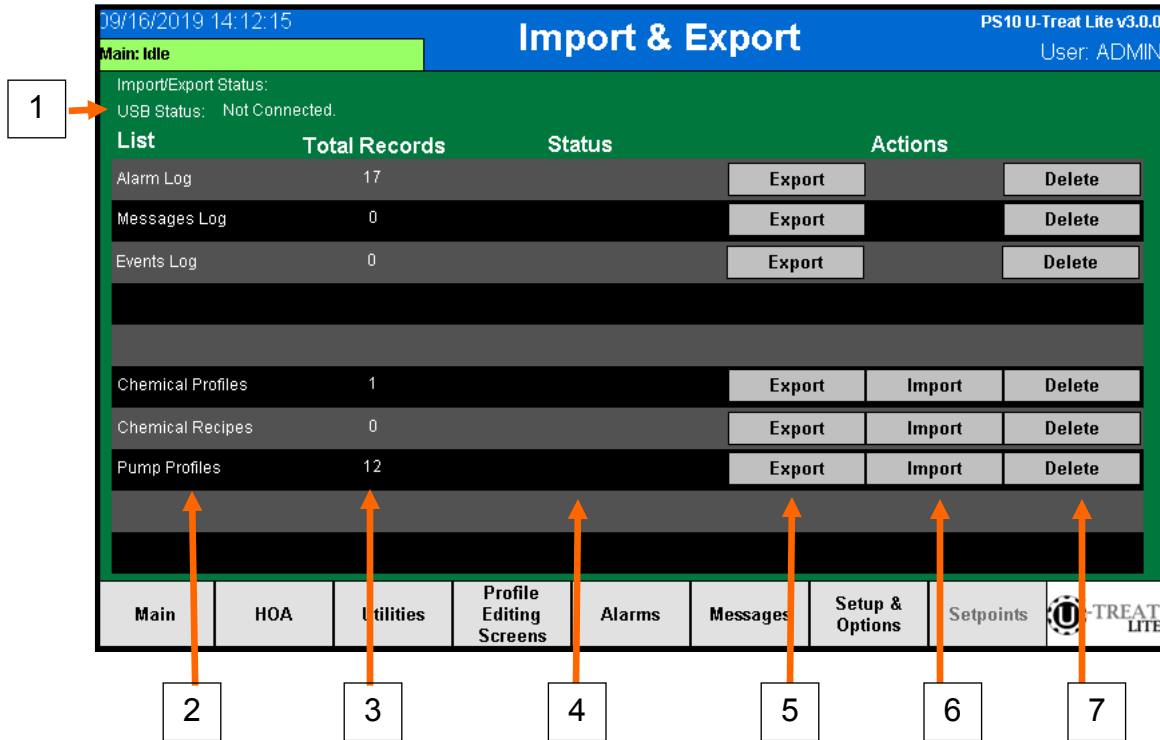 09/16/2019 14:12:15
Import & Export
PS10 U-Treat Lite v3.0.0
Main: Idle
User: ADMIN
Import/Export Status:
1
USB Status: Not Connected.
List Total Records Status Actions
Alarm Log 17 Export Delete
Messages Log 0 Export Delete
Events Log 0 Export Delete
Chemical Profiles 1 Export Import Delete
Chemical Recipes 0 Export Import Delete
Pump Profiles 12 Export Import Delete
Main
HOA
Utilities
Profile
Editing
Screens
Alarms
Messages
Setup &
Options
Setpoints
U-TREAT
LITE
2 3 4 5 6 7